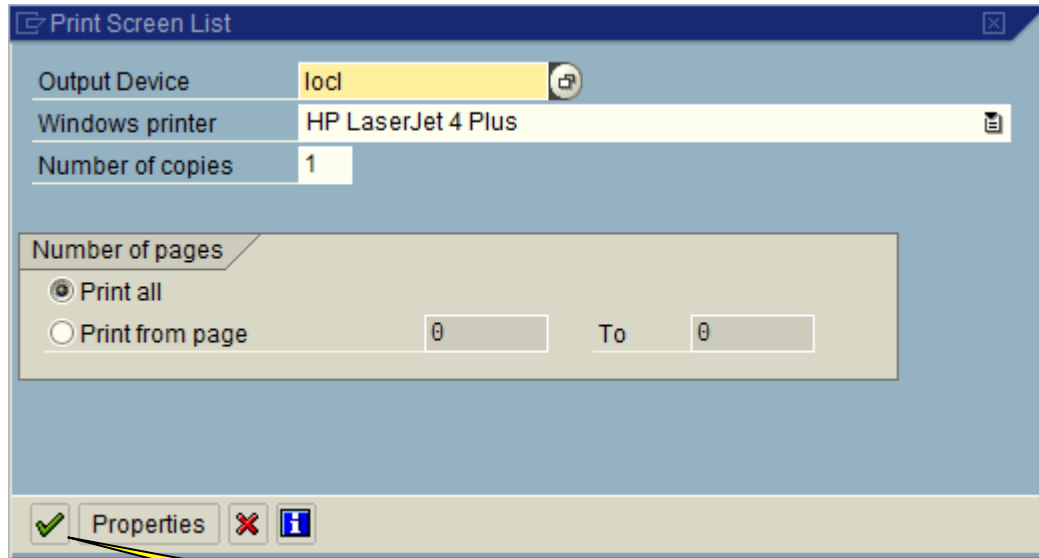 Print Screen List
Output Device locl
Windows printer HP LaserJet 4 Plus
Number of copies 1
Number of pages
Print all
Print from page 0 To 0
Properties